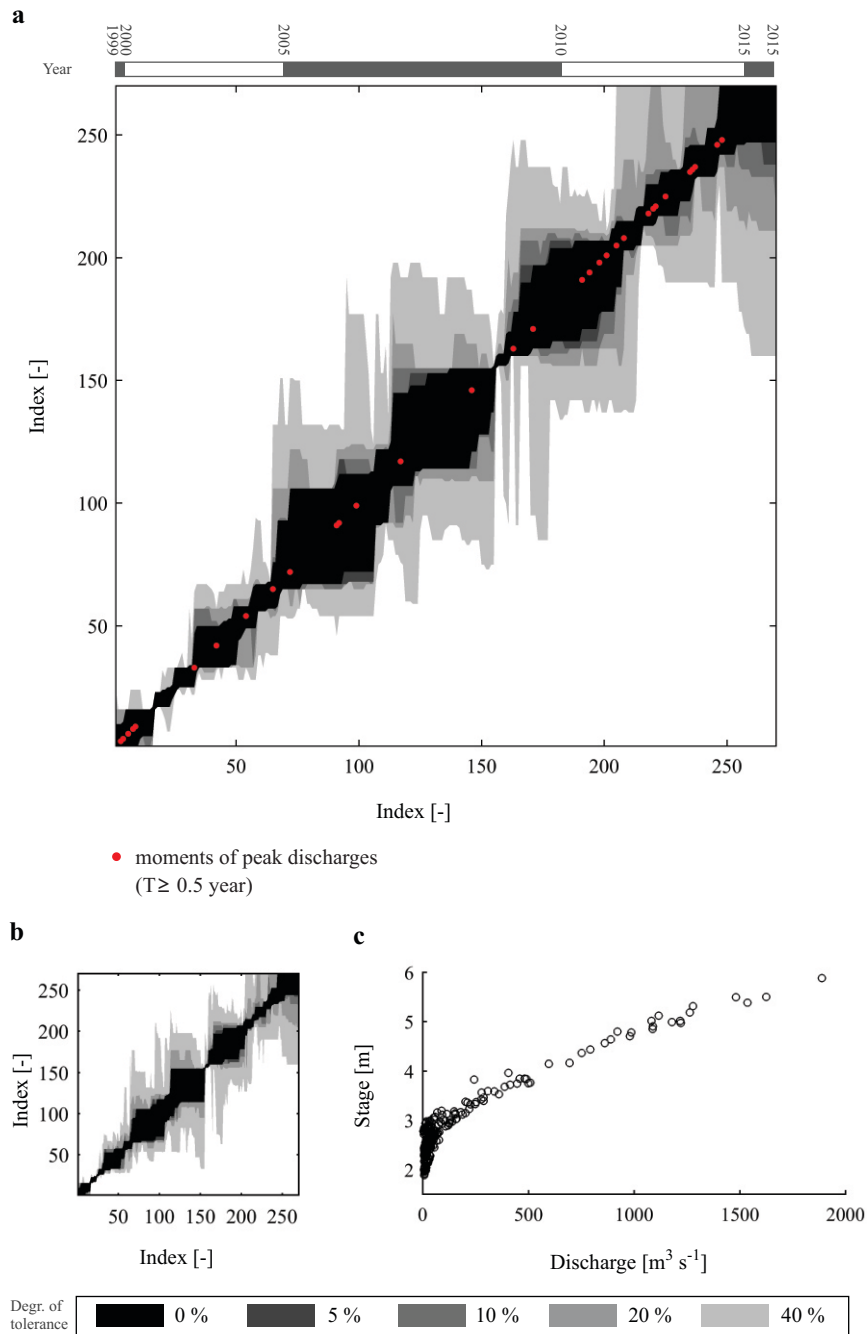 a
1999 2000 2005 2010 2015 2015
Year
250
200
150
100
50
Index [-]
50 100 150 200 250
Index [-]
moments of peak discharges
(T≥ 0.5 year)
b
250
200
150
100
50
Index [-]
50 100 150 200 250
Index [-]
c
6
5
4
3
2
Stage [m]
0 500 1000 1500 2000
Discharge [m³ s⁻¹]
Degr. of
tolerance
0 % 5 % 10 % 20 % 40 %